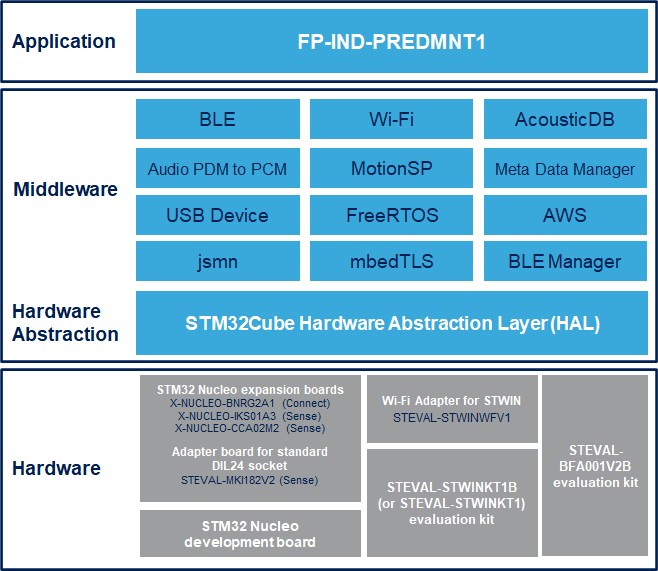 Application
FP-IND-PREDMNT1
Middleware
BLE
Wi-Fi
AcousticDB
Audio PDM to PCM
MotionSP
Meta Data Manager
USB Device
FreeRTOS
AWS
jsmn
mbedTLS
BLE Manager
Hardware
Abstraction
STM32Cube Hardware Abstraction Layer (HAL)
Hardware
STM32 Nucleo expansion boards
X-NUCLEO-BNRG2A1 (Connect)
X-NUCLEO-IKS01A3 (Sense)
X-NUCLEO-CCA02M2 (Sense)
Adapter board for standard
DIL24 socket
STEVAL-MKI182V2 (Sense)
STM32 Nucleo
development board
Wi-Fi Adapter for STWIN
STEVAL-STWINWFV1
STEVAL-STWINKT1B
(or STEVAL-STWINKT1)
evaluation kit
STEVAL-
BFA001V2B
evaluation kit